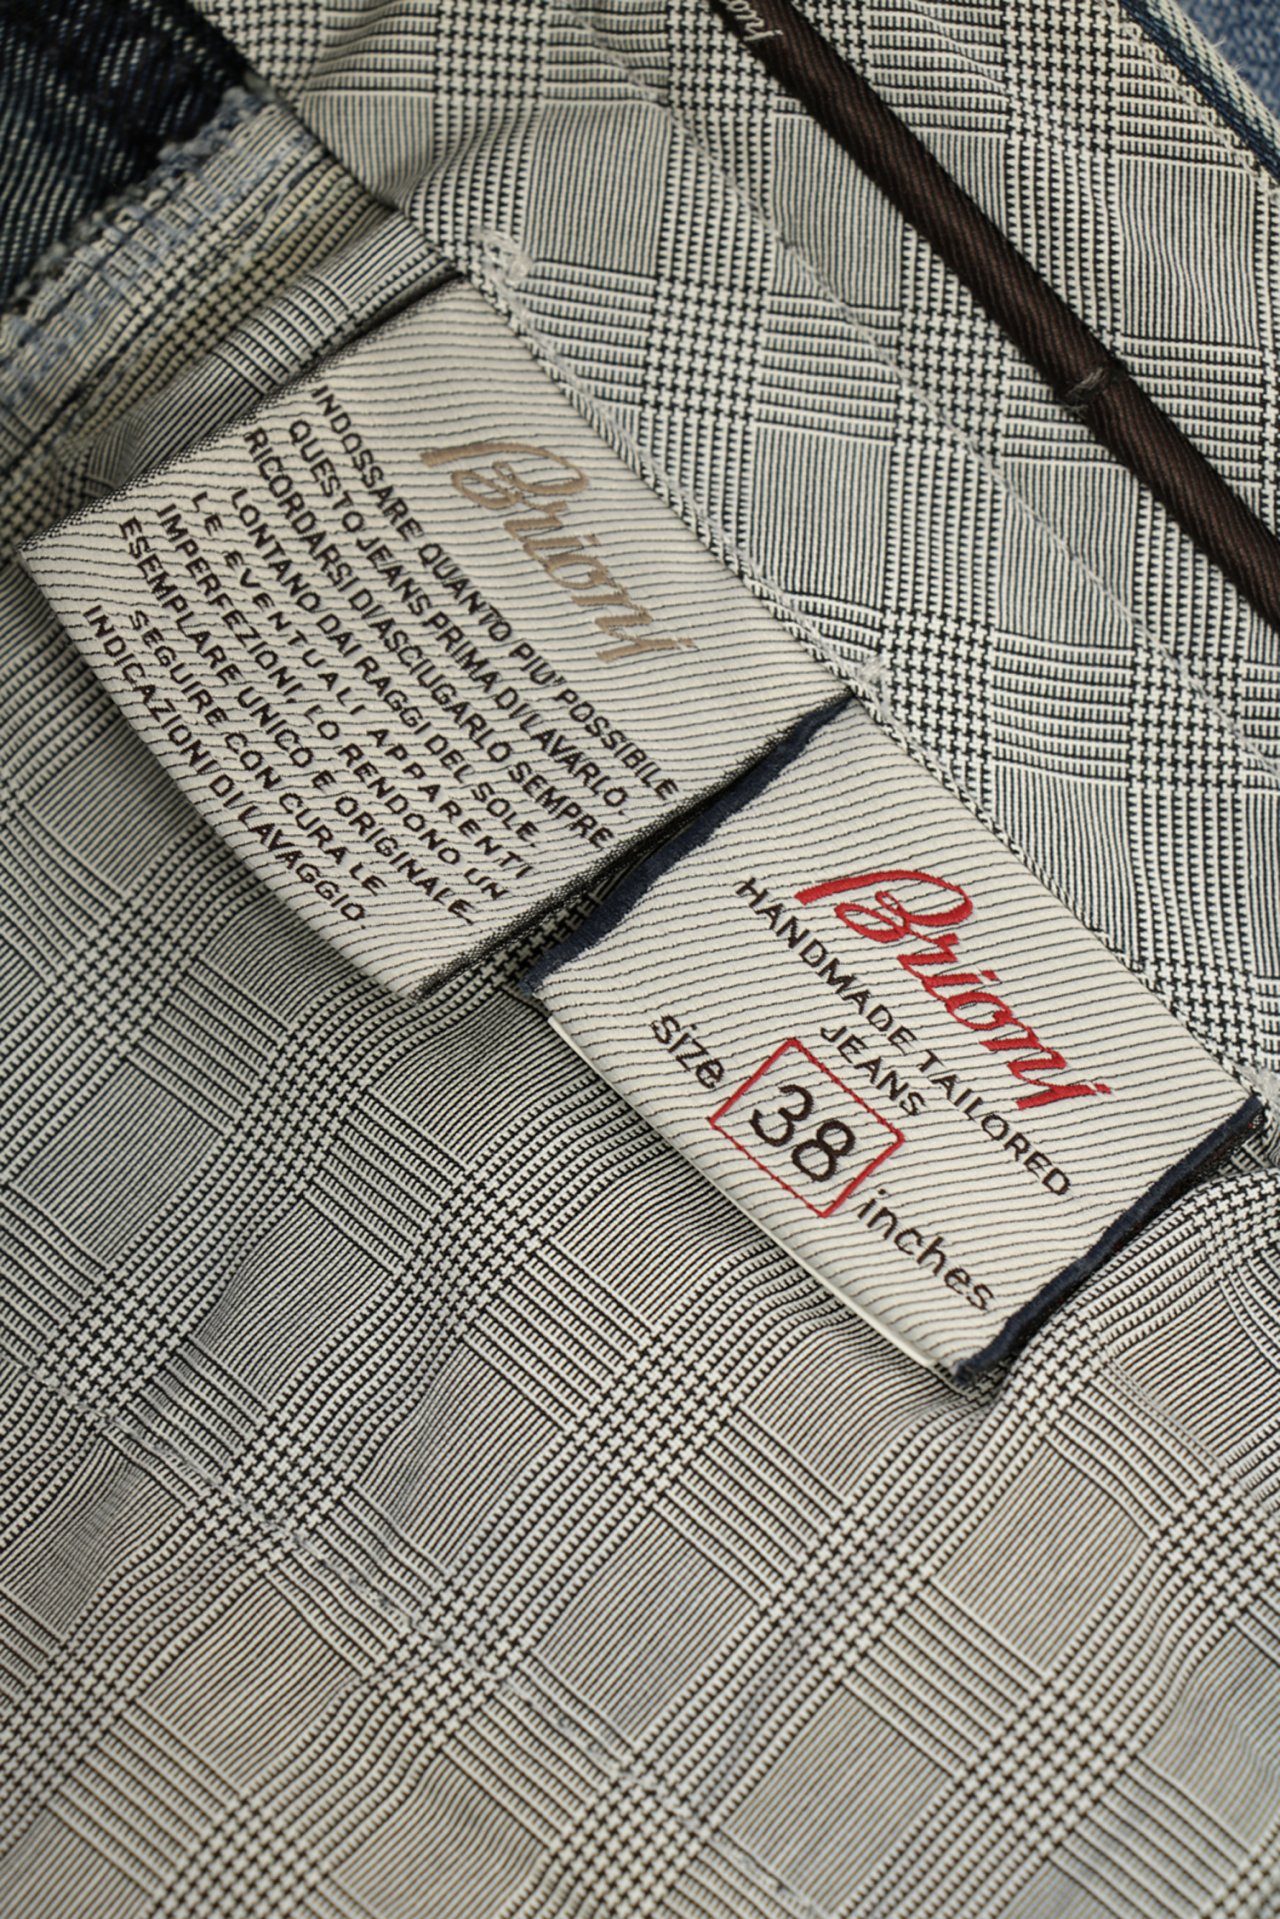 ioni
Brioni
INDOSSARE QUANTO PIU' POSSIBILE
QUESTO JEANS PRIMA DI LAVARLO.
RICORDARSI DI ASCIUGARLO SEMPRE
LONTANO DAI RAGGI DEL SOLE.
LE EVENTUALI APPARENTI
IMPERFEZIONI, LO RENDONO UN
ESEMPLARE UNICO E ORIGINALE.
SEGUIRE CON CURA LE
INDICAZIONI DI LAVAGGIO.
Brioni
HANDMADE TAILORED
JEANS
size 38 inches